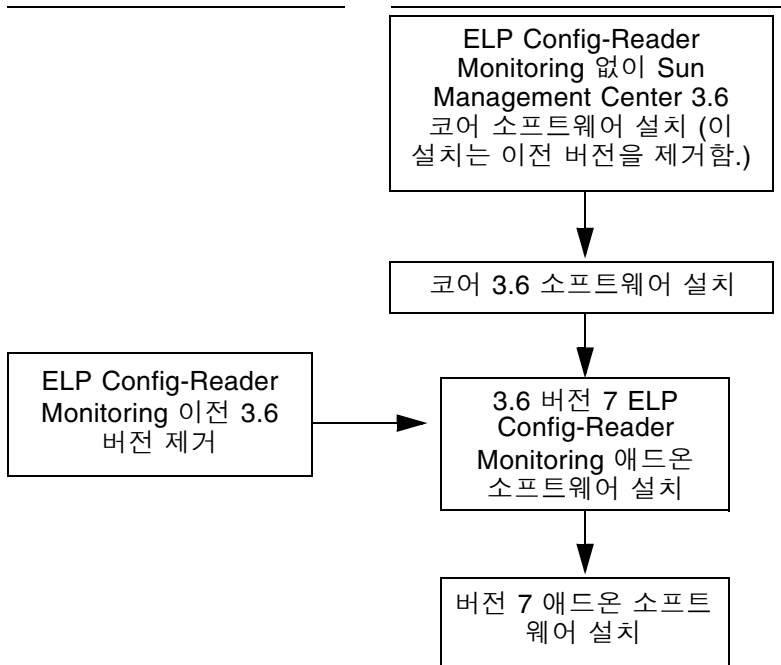 ELP Config-Reader
Monitoring 없이 Sun
Management Center 3.6
코어 소프트웨어 설치 (이
설치는 이전 버전을 제거함.)
코어 3.6 소프트웨어 설치
ELP Config-Reader
Monitoring 이전 3.6
버전 제거
3.6 버전 7 ELP
Config-Reader
Monitoring 애드온
소프트웨어 설치
버전 7 애드온 소프트
웨어 설치